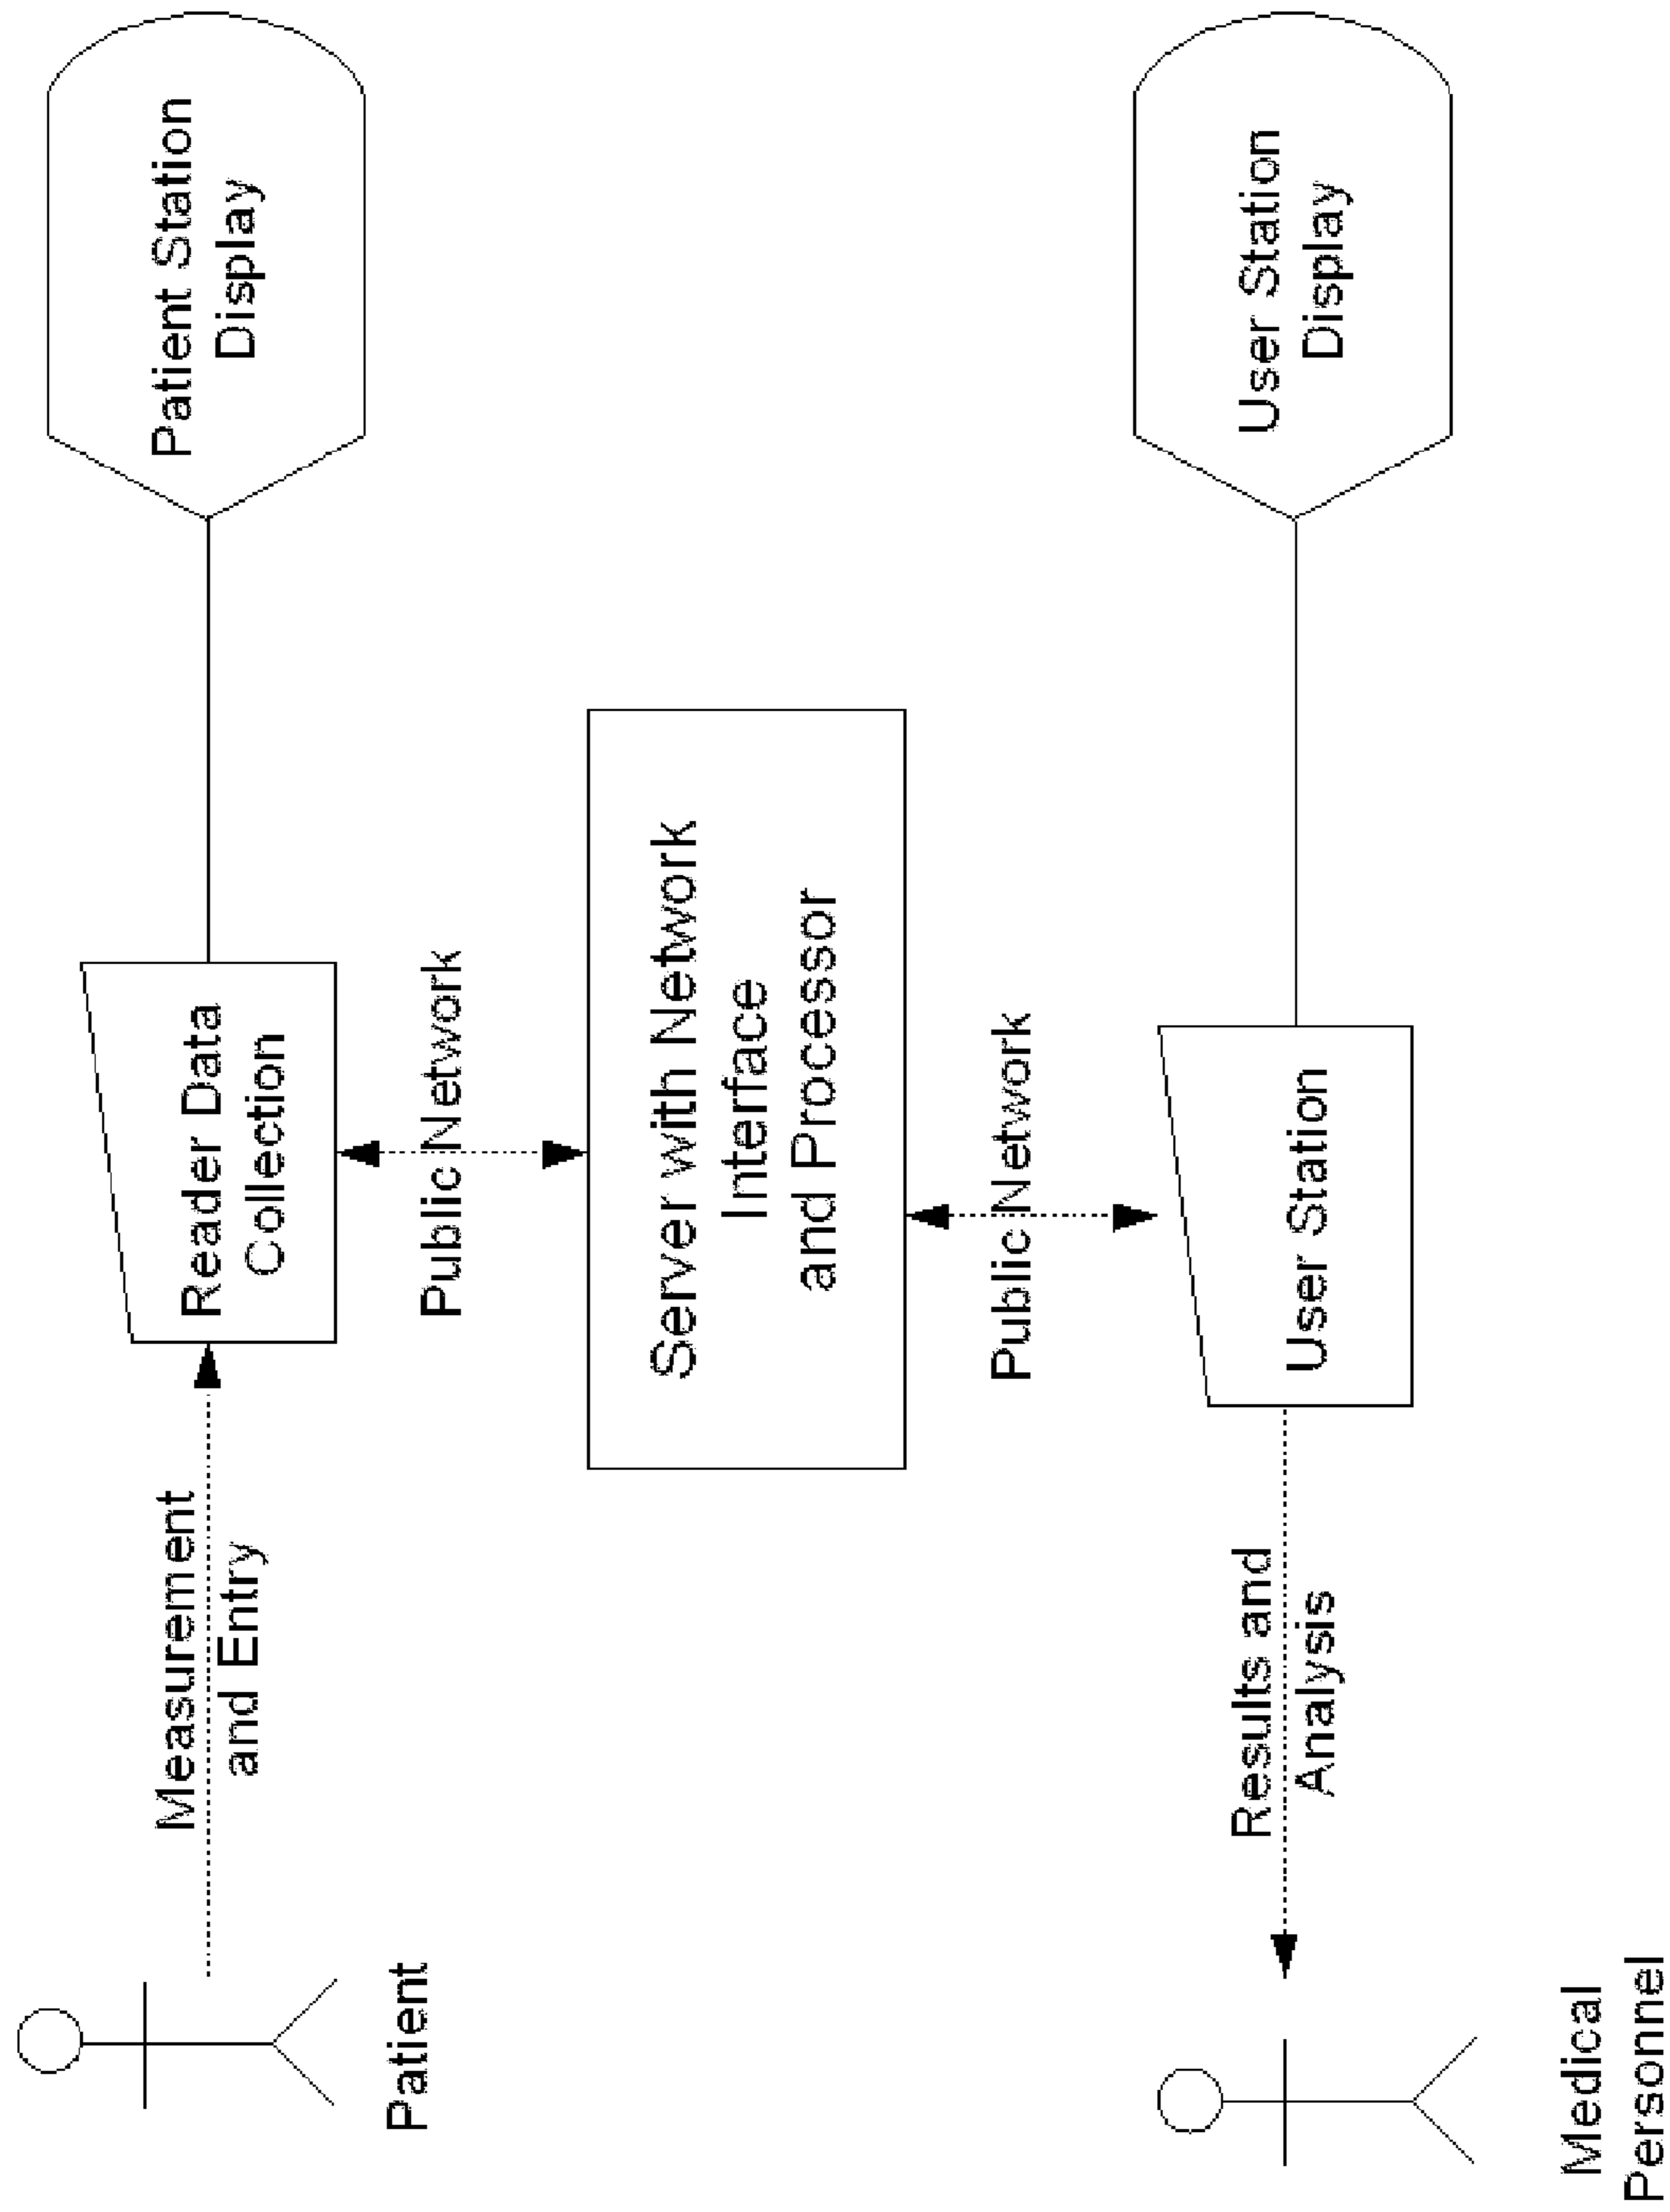 Patient
Measurement
and Entry
Reader Data
Collection
Patient Station
Display
Public Network
Server with Network
Interface
and Processor
Public Network
Medical
Personnel
Results and
Analysis
User Station
User Station
Display